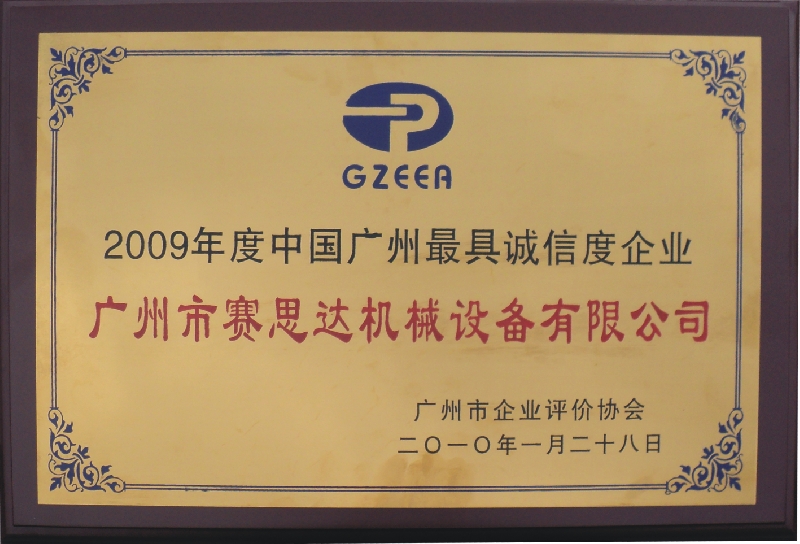 GZEEA
2009年度中国广州最具诚信度企业
广州市赛思达机械设备有限公司
广州市企业评价协会
二〇一〇年一月二十八日